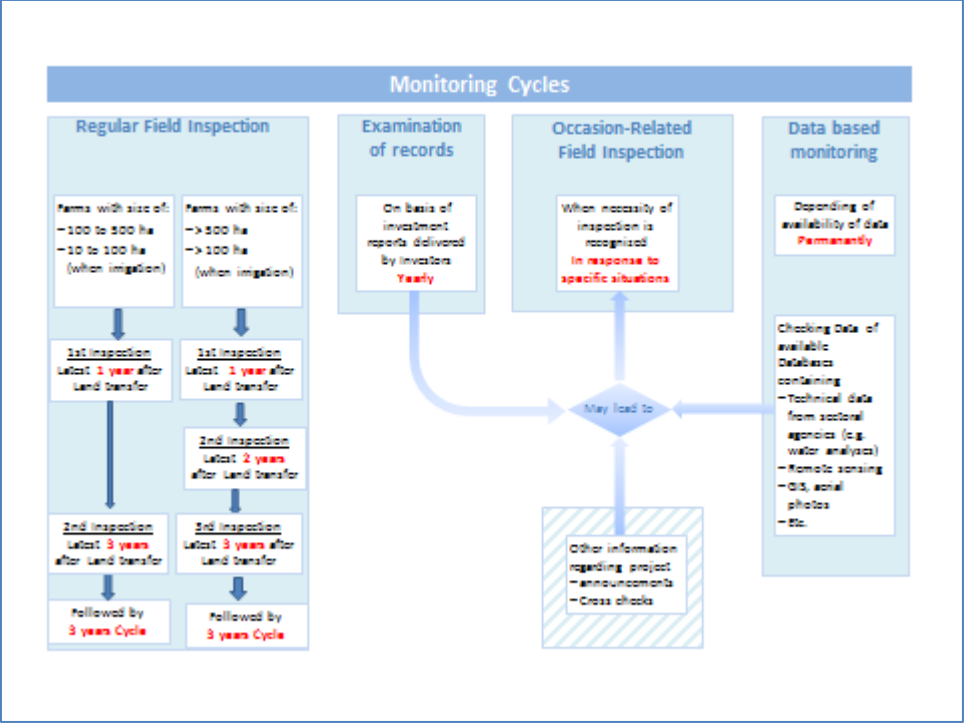 Monitoring Cycles
Regular Field Inspection
Farms with size of:
–100 to 500 ha
–10 to 100 ha
(when irrigation)
1st Inspection
Latest 1 year after
Land transfer
2nd Inspection
Latest 3 years
after Land transfer
Followed by
3 years Cycle
Farms with size of:
–> 500 ha
–> 100 ha
(when irrigation)
1st Inspection
Latest 1 year after
Land transfer
2nd Inspection
Latest 2 years
after Land transfer
3rd Inspection
Latest 3 years after
Land transfer
Followed by
3 years Cycle
Examination
of records
On basis of
investment
reports delivered
by Investors
Yearly
Occasion-Related
Field Inspection
When necessity of
inspection is
recognized
In response to
specific situations
May lead to
Other information
regarding project
–announcements
–Cross checks
Data based
monitoring
Depending of
availability of data
Permanently
Checking Data of
available
Databases
containing
–Technical data
from sectoral
agencies (e.g.
water analyses)
–Remote sensing
–GIS, aerial
photos
–Etc.